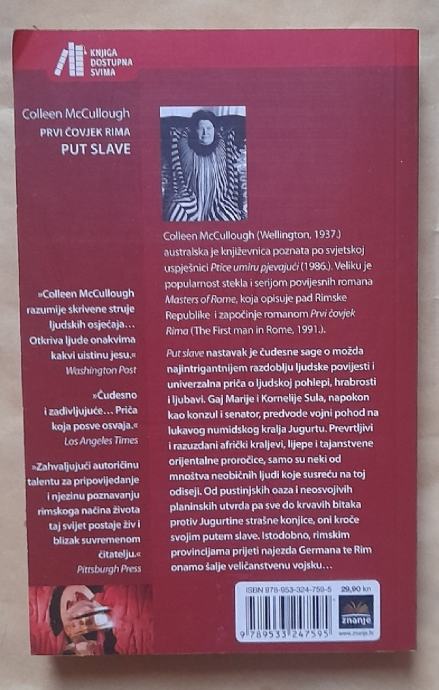 KNJIGA
DOSTUPNA
SVIMA
Colleen McCullough
PRVI ČOVJEK RIMA
PUT SLAVE
Colleen McCullough (Wellington, 1937.)
australska je književnica poznata po svjetskoj
uspješnici Ptice umiru pjevajući (1986.). Veliku je
popularnost stekla i serijom povijesnih romana
Masters of Rome, koja opisuje pad Rimske
Republike i započinje romanom Prvi čovjek
Rima (The First man in Rome, 1991.).
»Colleen McCullough
razumije skrivene struje
ljudskih osjećaja…
Otkriva ljude onakvima
kakvi uistinu jesu.«
Washington Post
»Čudesno
i zadivljujuće… Priča
koja posve osvaja.«
Los Angeles Times
»Zahvaljujući autoričinu
talentu za pripovijedanje
i njezinu poznavanju
rimskoga načina života
taj svijet postaje živ i
blizak suvremenom
čitatelju.«
Pittsburg Press
Put slave nastavak je čudesne sage o možda
najintrigantnijem razdoblju ljudske povijesti i
univerzalna priča o ljudskoj pohlepi, hrabrosti
i ljubavi. Gaj Marije i Kornelije Sula, napokon
kao konzul i senator, predvode vojni pohod na
lukavog numidskog kralja Jugurtu. Prevrtljivi
i razuzdani afrički kraljevi, lijepe i tajanstvene
orijentalne proročice, samo su neki od
mnoštva neobičnih ljudi koje susreću na toj
odiseji. Od pustinjskih oaza i neosvojivih
planinskih utvrda pa sve do krvavih bitaka
protiv Jugurtine strašne konjice, oni kroče
svojim putem slave. Istodobno, rimskim
provincijama prijeti najezda Germana te Rim
onamo šalje veličanstvenu vojsku…
ISBN 978-953-324-759-5
29,90 kn
9 789533 247595
znanje
www.znanje.hr